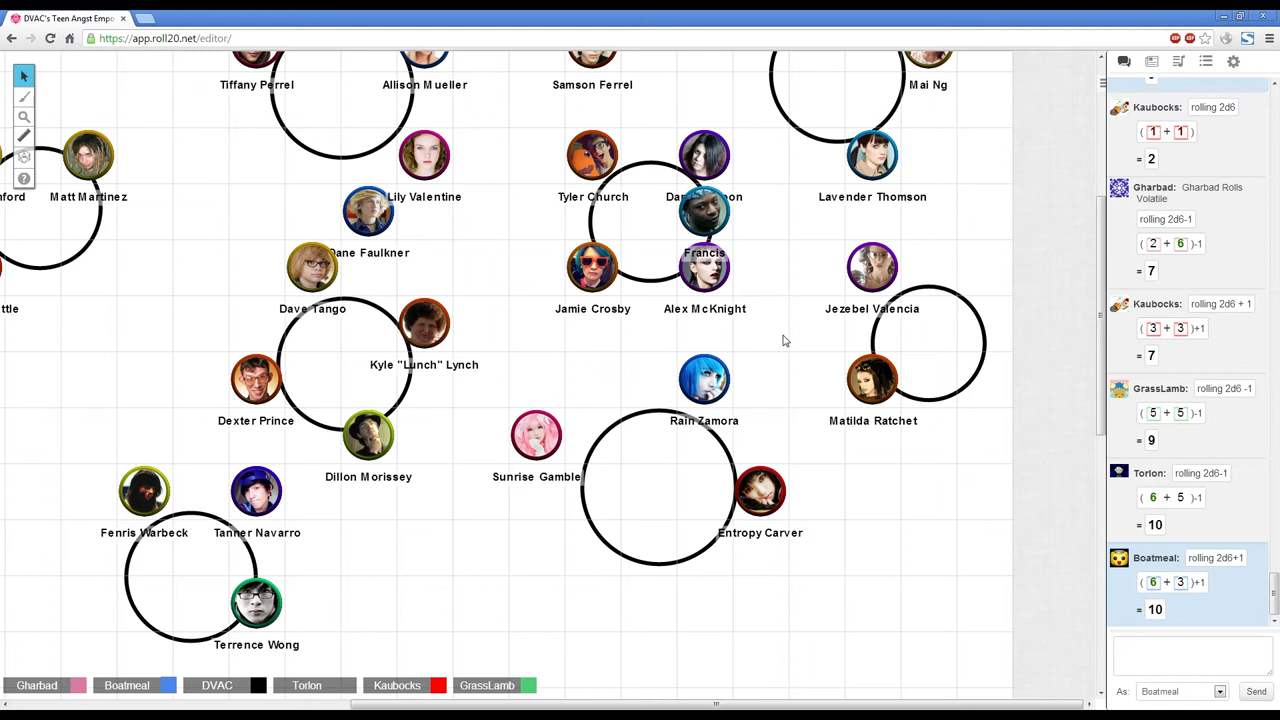 DVAC's Teen Angst Empo
https://app.roll20.net/editor/
Tiffany Perrel
Allison Mueller
Samson Ferrel
Mai Ng
nford
Matt Martinez
Lily Valentine
Tyler Church
Lavender Thomson
Dane Faulkner
Francis
ttle
Dave Tango
Jamie Crosby
Alex McKnight
Jezebel Valencia
Kyle "Lunch" Lynch
Dexter Prince
Rain Zamora
Matilda Ratchet
Dillon Morissey
Sunrise Gamble
Fenris Warbeck
Tanner Navarro
Entropy Carver
Terrence Wong
Gharbad
Boatmeal
DVAC
Torlon
Kaubocks
GrassLamb
Kaubocks: rolling 2d6
( 1 + 1 )
= 2
Gharbad: Gharbad Rolls
Volatile
rolling 2d6-1
( 2 + 6 )-1
= 7
Kaubocks: rolling 2d6 + 1
( 3 + 3 )+1
= 7
GrassLamb: rolling 2d6 -1
( 5 + 5 )-1
= 9
Torlon: rolling 2d6-1
( 6 + 5 )-1
= 10
Boatmeal: rolling 2d6+1
( 6 + 3 )+1
= 10
As: Boatmeal
Send